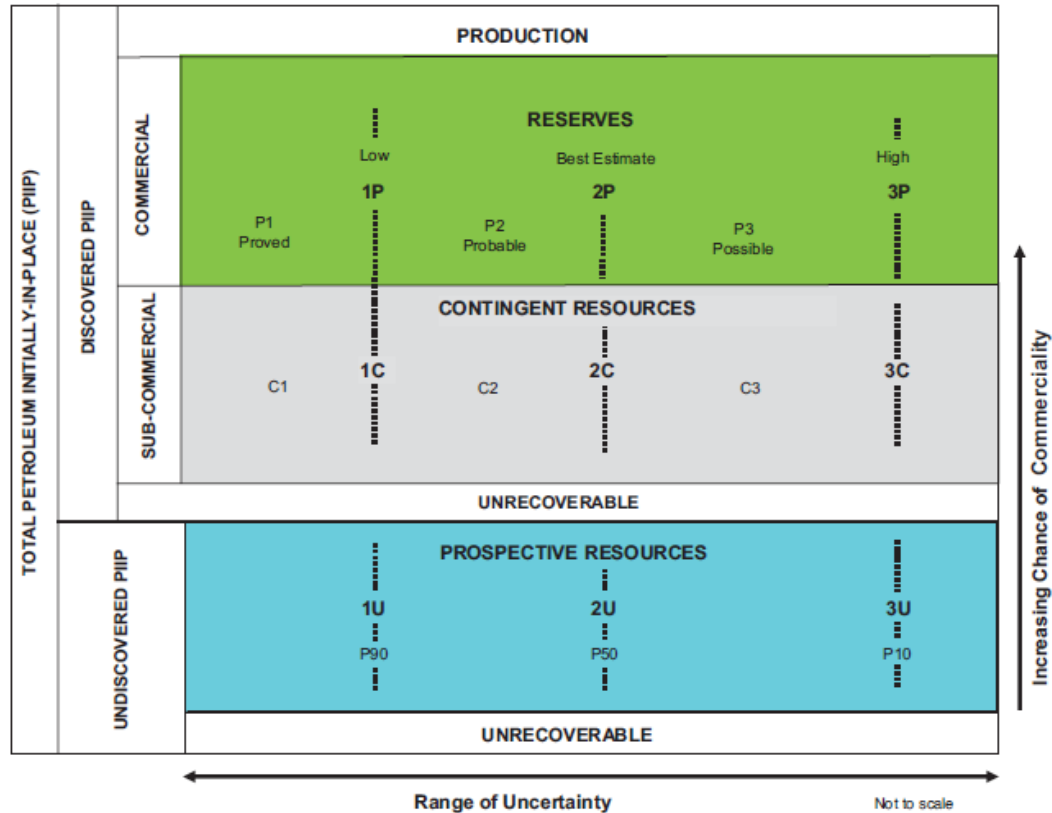 TOTAL PETROLEUM INITIALLY-IN-PLACE (PIIP)
DISCOVERED PIIP
UNDISCOVERED PIIP
COMMERCIAL
SUB-COMMERCIAL
PRODUCTION
RESERVES
Low
Best Estimate
High
1P
2P
3P
P1
Proved
P2
Probable
P3
Possible
CONTINGENT RESOURCES
1C
2C
3C
C1
C2
C3
UNRECOVERABLE
PROSPECTIVE RESOURCES
1U
2U
3U
P90
P50
P10
UNRECOVERABLE
Increasing Chance of Commerciality
Range of Uncertainty
Not to scale